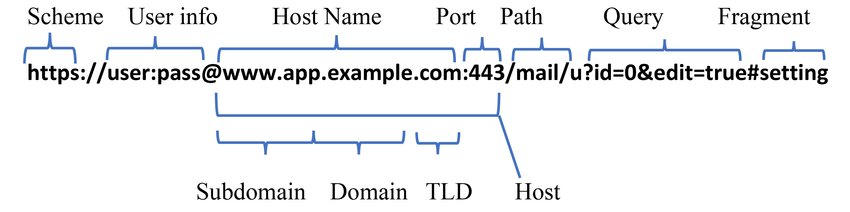 Scheme User info Host Name Port Path Query Fragment
https://user:pass@www.app.example.com:443/mail/u?id=0&edit=true#setting
Subdomain Domain TLD Host